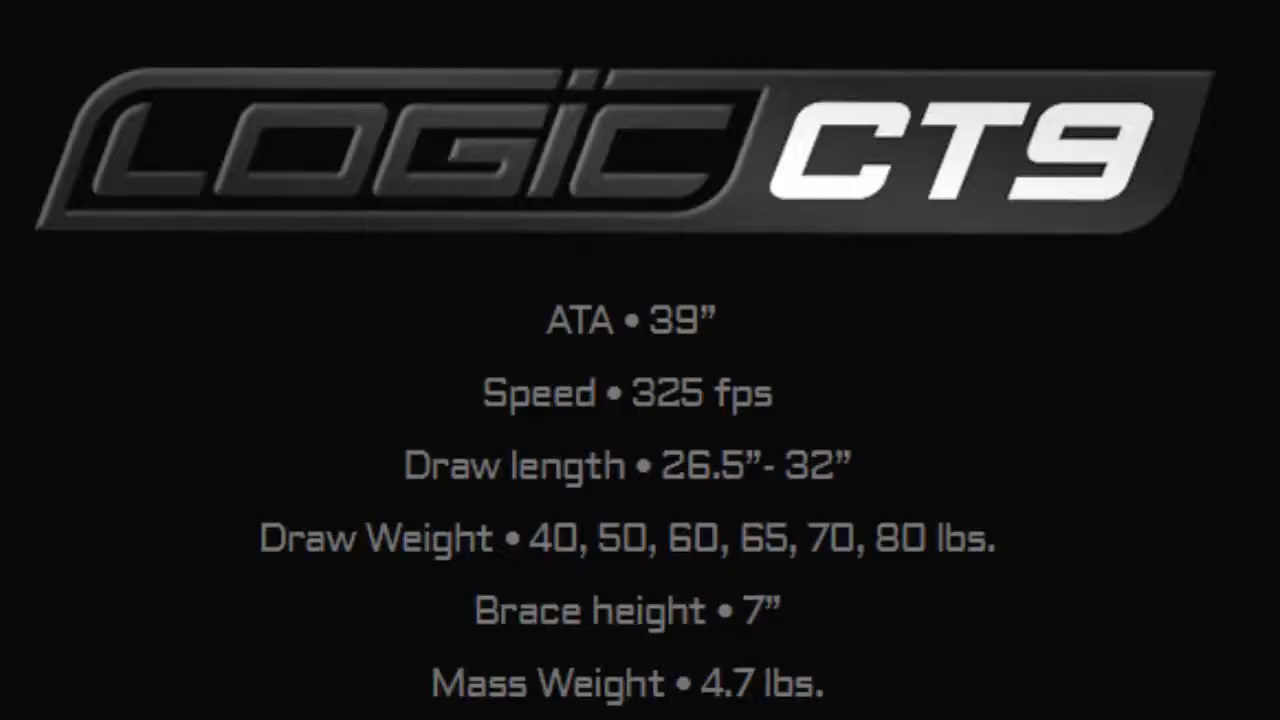 LOGIC CT9
ATA • 39”
Speed • 325 fps
Draw length • 26.5”- 32”
Draw Weight • 40, 50, 60, 65, 70, 80 lbs.
Brace height • 7”
Mass Weight • 4.7 lbs.